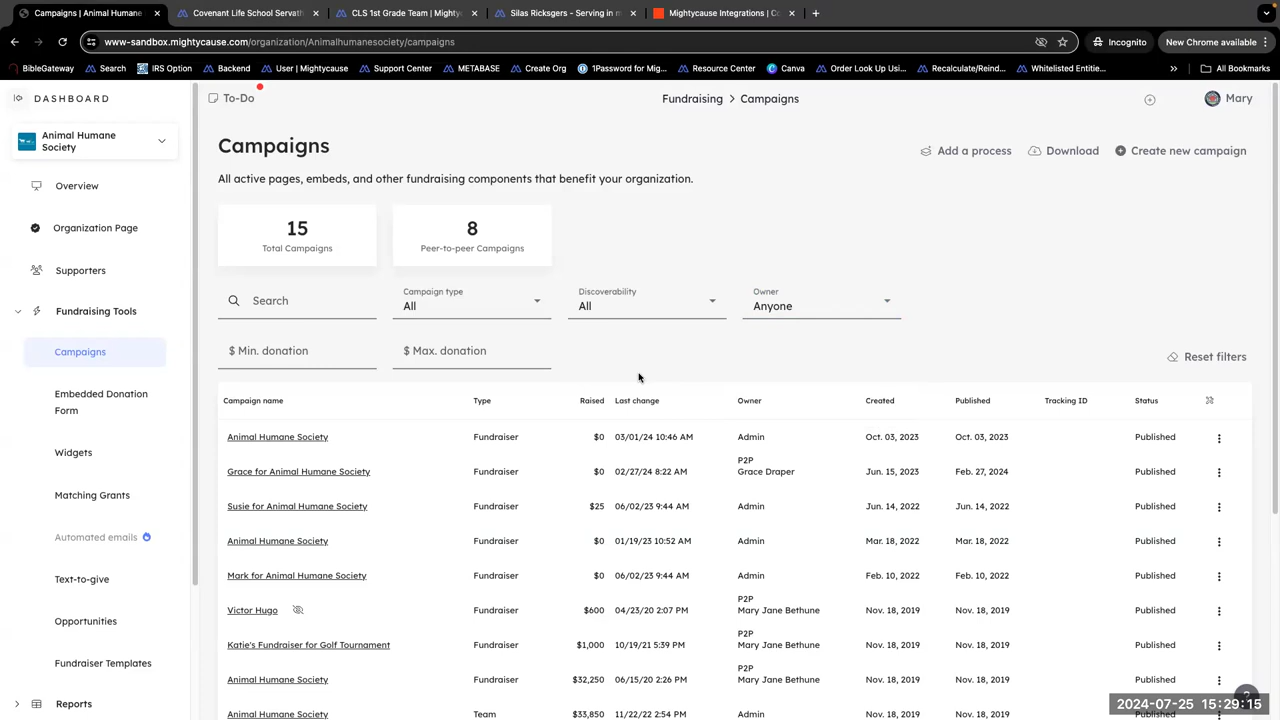 Campaigns | Animal Humane S
Covenant Life School Servath
CLS 1st Grade Team | Mighty
Silas Ricksgers - Serving in m
Mightycause Integrations | Co
www-sandbox.mightycause.com/organization/Animalhumanesociety/campaigns
Incognito
New Chrome available
BibleGateway
Search
IRS Option
Backend
User | Mightycause
Support Center
METABASE
Create Org
1Password for Mig...
Resource Center
Canva
Order Look Up Usi...
Recalculate/Reind...
Whitelisted Entitie...
All Bookmarks
DASHBOARD
To-Do
Fundraising > Campaigns
Mary
Animal Humane
Society
Overview
Organization Page
Supporters
Fundraising Tools
Campaigns
Embedded Donation
Form
Widgets
Matching Grants
Automated emails
Text-to-give
Opportunities
Fundraiser Templates
Reports
Campaigns
Add a process
Download
Create new campaign
All active pages, embeds, and other fundraising components that benefit your organization.
15
Total Campaigns
8
Peer-to-peer Campaigns
Search
Campaign type
All
Discoverability
All
Owner
Anyone
$ Min. donation
$ Max. donation
Reset filters
Campaign name Type Raised Last change Owner Created Published Tracking ID Status
Animal Humane Society Fundraiser $0 03/01/24 10:46 AM Admin Oct. 03, 2023 Oct. 03, 2023 Published
P2P
Grace for Animal Humane Society Fundraiser $0 02/27/24 8:22 AM Grace Draper Jun. 15, 2023 Feb. 27, 2024 Published
Susie for Animal Humane Society Fundraiser $25 06/02/23 9:44 AM Admin Jun. 14, 2022 Jun. 14, 2022 Published
Animal Humane Society Fundraiser $0 01/19/23 10:52 AM Admin Mar. 18, 2022 Mar. 18, 2022 Published
Mark for Animal Humane Society Fundraiser $0 06/02/23 9:44 AM Admin Feb. 10, 2022 Feb. 10, 2022 Published
P2P
Victor Hugo Fundraiser $600 04/23/20 2:07 PM Mary Jane Bethune Nov. 18, 2019 Nov. 18, 2019 Published
P2P
Katie's Fundraiser for Golf Tournament Fundraiser $1,000 10/19/21 5:39 PM Mary Jane Bethune Nov. 18, 2019 Nov. 18, 2019 Published
P2P
Animal Humane Society Fundraiser $32,250 06/15/20 2:26 PM Mary Jane Bethune Nov. 18, 2019 Nov. 18, 2019 Published
Animal Humane Society Team $33,850 11/22/22 2:54 PM Admin Nov. 18, 2019 Nov. 18, 2019
2024-07-25 15:29:15